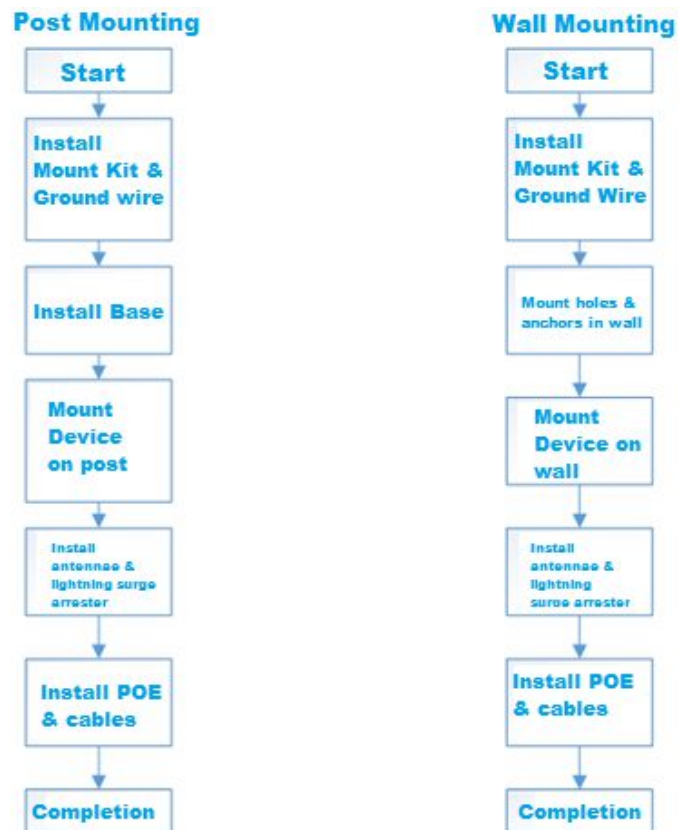 Post Mounting
Start
Install
Mount Kit &
Ground wire
Install Base
Mount
Device
on post
Install
antennae &
lightning surge
arrester
Install POE
& cables
Completion
Wall Mounting
Start
Install
Mount Kit &
Ground Wire
Mount holes &
anchors in wall
Mount
Device on
wall
Install
antennae &
lightning
surge arrester
Install POE
& cables
Completion